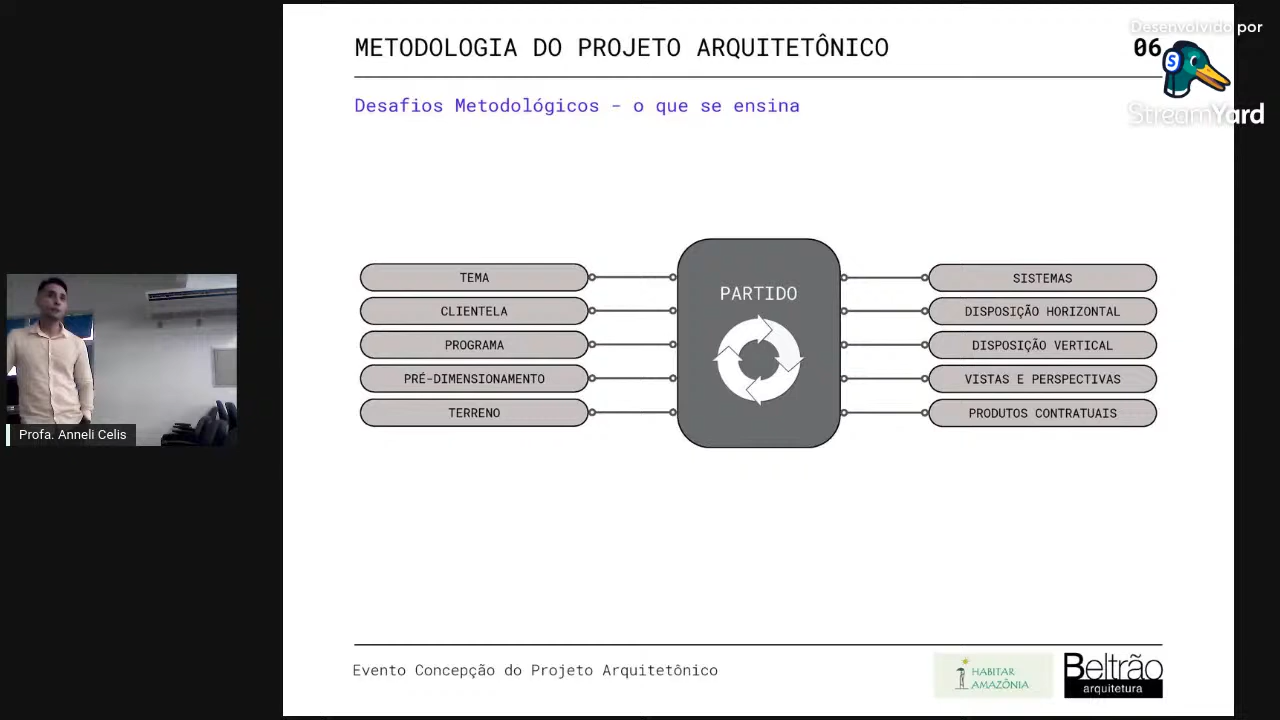 METODOLOGIA DO PROJETO ARQUITETÔNICO
06
Desenvolvido por
S
StreamYard
Desafios Metodológicos - o que se ensina
TEMA
CLIENTELA
PROGRAMA
PRÉ-DIMENSIONAMENTO
TERRENO
PARTIDO
SISTEMAS
DISPOSIÇÃO HORIZONTAL
DISPOSIÇÃO VERTICAL
VISTAS E PERSPECTIVAS
PRODUTOS CONTRATUAIS
Profa. Anneli Celis
Evento Concepção do Projeto Arquitetônico
HABITAR
AMAZÔNIA
Beltrão
arquitetura